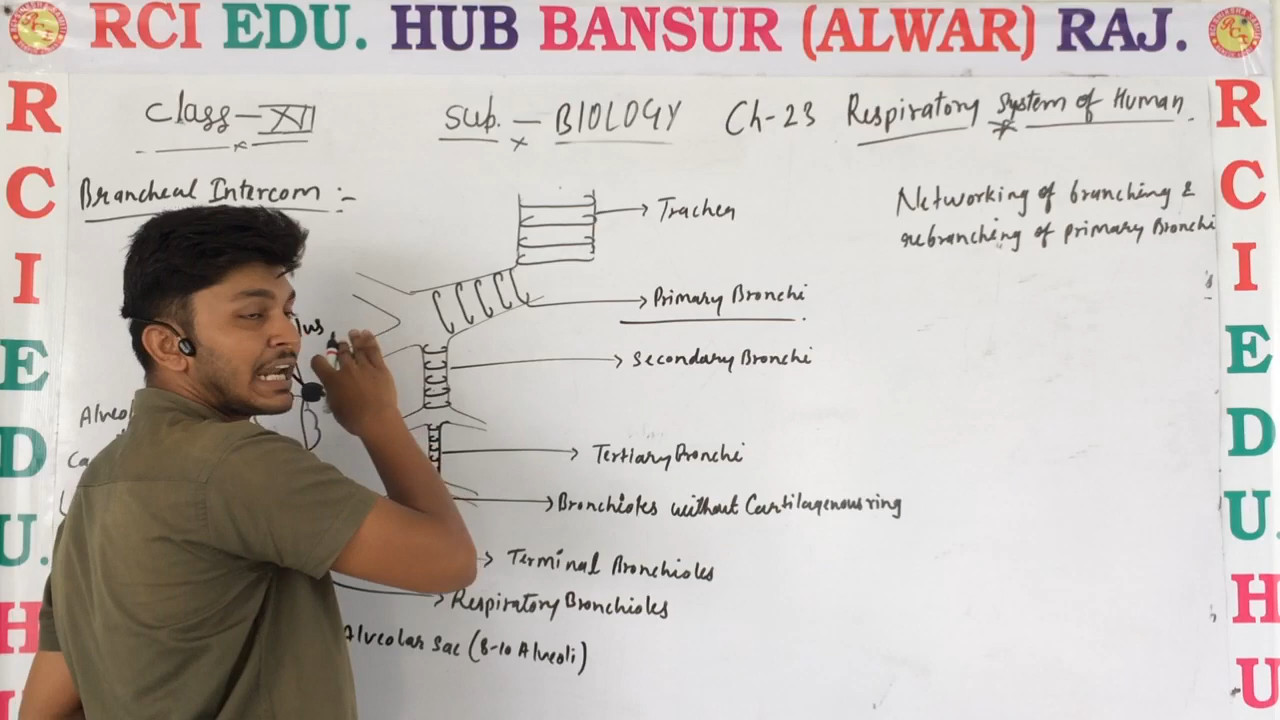 RCI EDU. HUB BANSUR (ALWAR) RAJ.
Class - XII
Sub. - BIOLOGY
Ch-23 Respiratory System of Human
Brancheal Intercom :-
Networking of branching &
rebranching of primary Bronchi
Trachea
Primary Bronchi
Secondary Bronchi
Tertiary Bronchi
Bronchioles without Cartilagenous ring
Terminal Bronchioles
Respiratory Bronchioles
Alveolar Sac (8-10 Alveoli)
R C I E D U. H
R C I E D U. H U